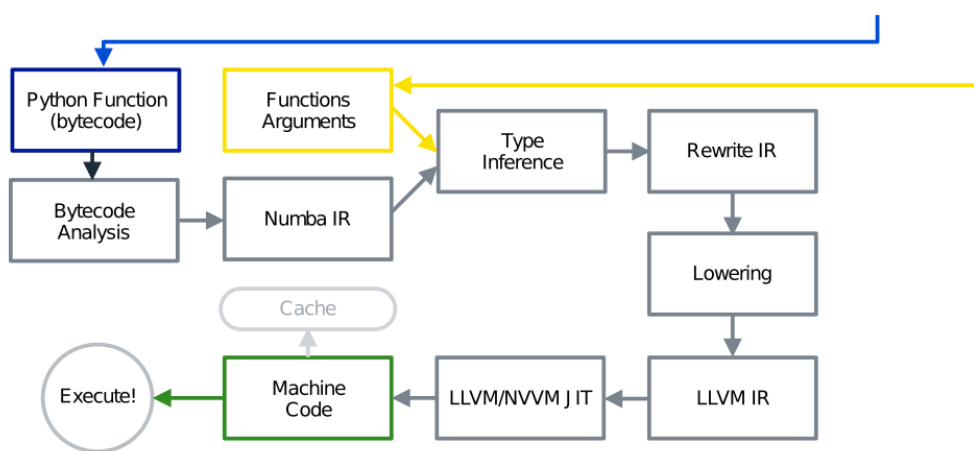 Python Function
(bytecode)
Functions
Arguments
Type
Inference
Rewrite IR
Bytecode
Analysis
Numba IR
Lowering
Cache
Execute!
Machine
Code
LLVM/NVVM JIT
LLVM IR